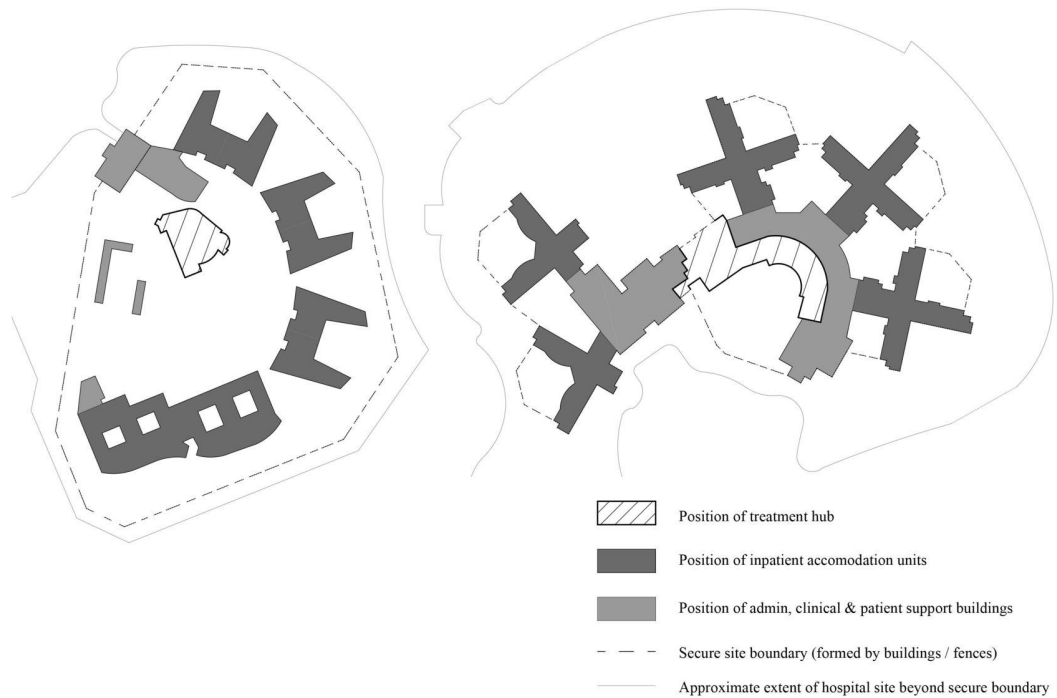 Position of treatment hub
Position of inpatient accomodation units
Position of admin, clinical & patient support buildings
Secure site boundary (formed by buildings / fences)
Approximate extent of hospital site beyond secure boundary